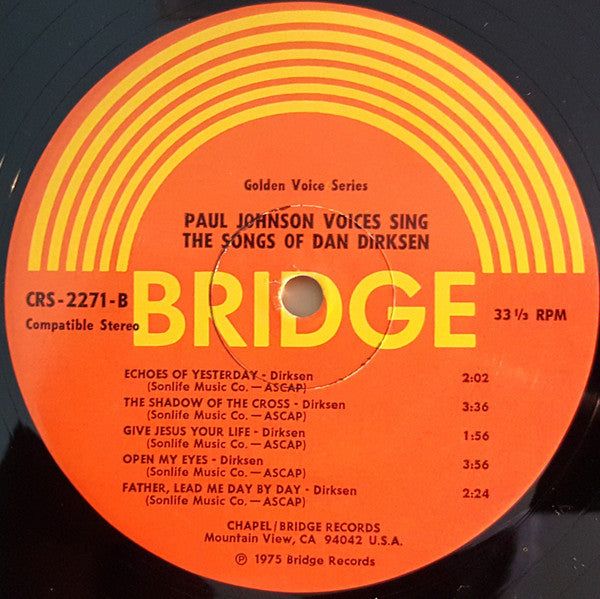 Golden Voice Series
PAUL JOHNSON VOICES SING
THE SONGS OF DAN DIRKSEN
BRIDGE
CRS-2271-B
Compatible Stereo
33 1/3 RPM
ECHOES OF YESTERDAY - Dirksen 2:02
(Sonlife Music Co. — ASCAP)
THE SHADOW OF THE CROSS - Dirksen 3:36
(Sonlife Music Co. — ASCAP)
GIVE JESUS YOUR LIFE - Dirksen 1:56
(Sonlife Music Co. — ASCAP)
OPEN MY EYES - Dirksen 3:56
(Sonlife Music Co. — ASCAP)
FATHER, LEAD ME DAY BY DAY - Dirksen 2:24
(Sonlife Music Co. — ASCAP)
CHAPEL/BRIDGE RECORDS
Mountain View, CA 94042 U.S.A.
℗ 1975 Bridge Records